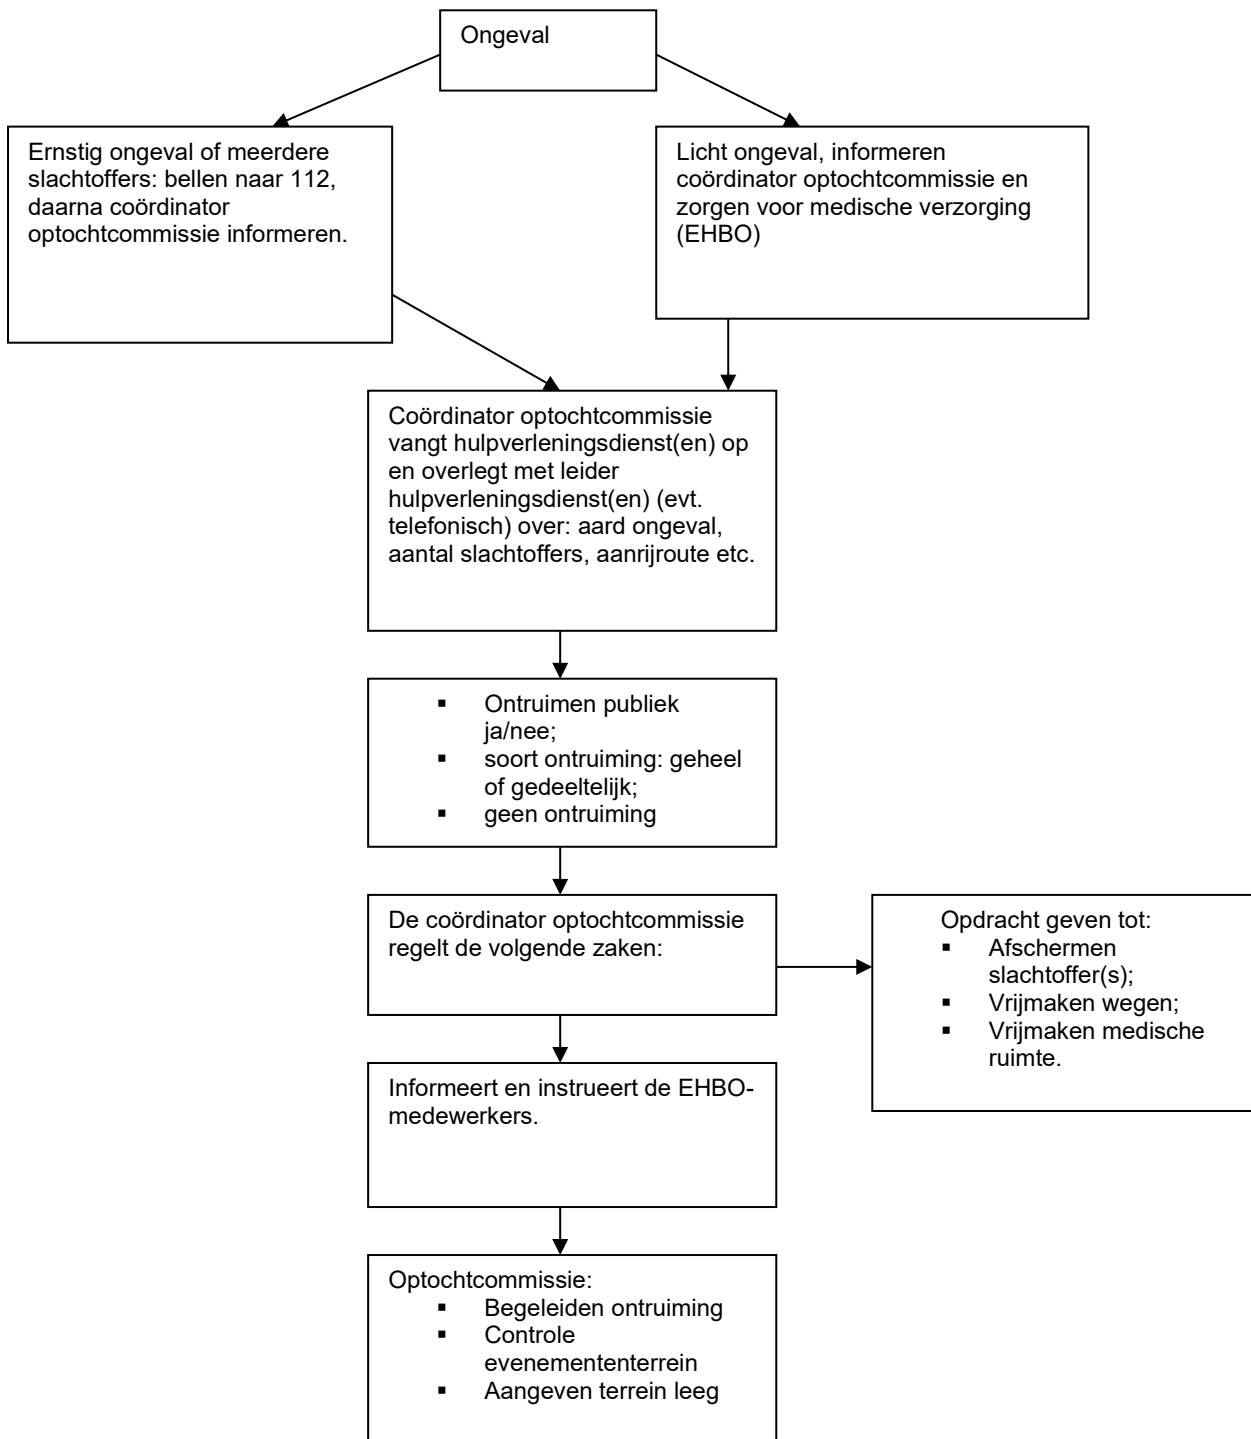 Ongeval
Ernstig ongeval of meerdere
slachtoffers: bellen naar 112,
daarna coördinator
optochtcommissie informeren.
Licht ongeval, informeren
coördinator optochtcommissie en
zorgen voor medische verzorging
(EHBO)
Coördinator optochtcommissie
vangt hulpverleningsdienst(en) op
en overlegt met leider
hulpverleningsdienst(en) (evt.
telefonisch) over: aard ongeval,
aantal slachtoffers, aanrijroute etc.
▪ Ontruimen publiek
ja/nee;
▪ soort ontruiming: geheel
of gedeeltelijk;
▪ geen ontruiming
De coördinator optochtcommissie
regelt de volgende zaken:
Opdracht geven tot:
▪ Afschermen
slachtoffer(s);
▪ Vrijmaken wegen;
▪ Vrijmaken medische
ruimte.
Informeert en instrueert de EHBO-
medewerkers.
Optochtcommissie:
▪ Begeleiden ontruiming
▪ Controle
evenemententerrein
▪ Aangeven terrein leeg